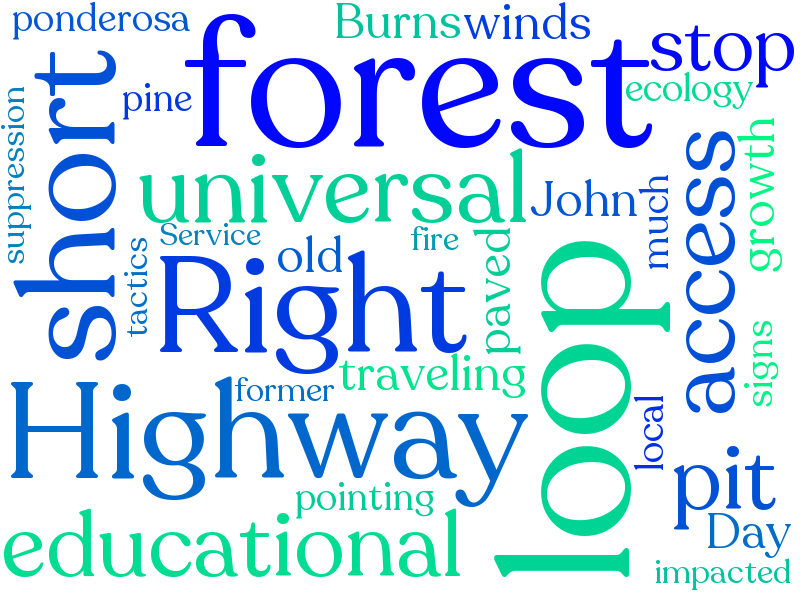 ponderosa
Burns
winds
forest
stop
short
pine
ecology
suppression
universal
access
growth
John
much
Service
fire
old
paved
tactics
Right
loop
traveling
signs
former
Highway
local
pit
pointing
educational
Day
impacted